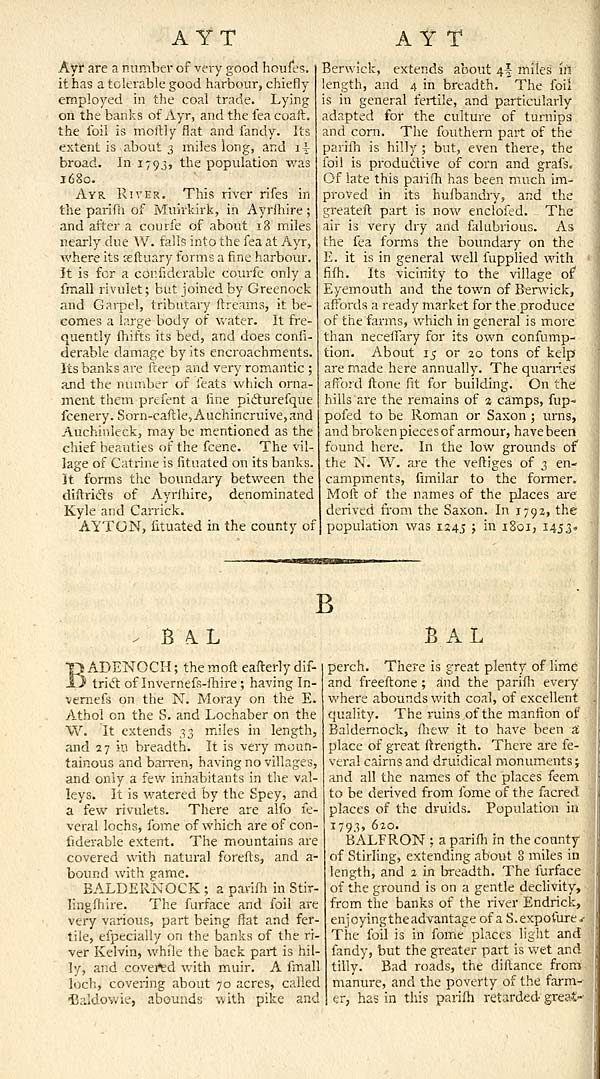 AYT
AYT
Ayr are a number of very good houſes.
it has a tolerable good harbour, chiefly
employed in the coal trade. Lying
on the banks of Ayr, and the ſea coaſt.
the ſoil is moſtly flat and ſandy. Its
extent is about 3 miles long, and 1½
broad. In 1793, the population was
1680.
AYR RIVER. This river riſes in
the pariſh of Muirkirk, in Ayrſhire;
and after a courſe of about 18 miles
nearly due W. falls into the ſea at Ayr,
where its æſtuary forms a fine harbour.
It is for a conſiderable courſe only a
ſmall rivulet; but joined by Greenock
and Garpel, tributary ſtreams, it be-
comes a large body of water. It fre-
quently ſhifts its bed, and does conſi-
derable damage by its encroachments.
Its banks are ſteep and very romantic;
and the number of ſeats which orna-
ment them preſent a fine pictureſque
ſcenery. Sorn-caſtle, Auchincruive, and
Auchinleck, may be mentioned as the
chief beauties of the ſcene. The vil-
lage of Catrine is ſituated on its banks.
It forms the boundary between the
diſtricts of Ayrſhire, denominated
Kyle and Carrick.
AYTON, ſituated in the county of
Berwick, extends about 4½ miles in
length, and 4 in breadth. The ſoil
is in general fertile, and particularly
adapted for the culture of turnips
and corn. The ſouthern part of the
pariſh is hilly; but, even there, the
ſoil is productive of corn and graſs.
Of late this pariſh has been much im-
proved in its huſbandry, and the
greateſt part is now encloſed. The
air is very dry and ſalubrious. As
the ſea forms the boundary on the
E. it is in general well ſupplied with
fiſh. Its vicinity to the village of
Eyemouth and the town of Berwick,
affords a ready market for the produce
of the farms, which in general is more
than neceſſary for its own conſump-
tion. About 15 or 20 tons of kelp
are made here annually. The quarries
afford ſtone fit for building. On the
hills are the remains of 2 camps, ſup-
poſed to be Roman or Saxon; urns,
and broken pieces of armour, have been
found here. In the low grounds of
the N. W. are the veſtiges of 3 en-
campments, ſimilar to the former.
Moſt of the names of the places are
derived from the Saxon. In 1792, the
population was 1245; in 1801, 1453.
B
BAL
BAL
BADENOCH; the moſt eaſterly diſ-
trict of Inverneſs-ſhire; having In-
verneſs on the N. Moray on the E.
Athol on the S. and Lochaber on the
W. It extends 33 miles in length,
and 27 in breadth. It is very moun-
tainous and barren, having no villages,
and only a few inhabitants in the val-
leys. It is watered by the Spey, and
a few rivulets. There are alſo ſe-
veral lochs, ſome of which are of con-
ſiderable extent. The mountains are
covered with natural foreſts, and a-
bound with game.
BALDERNOCK; a pariſh in Stir-
lingſhire. The ſurface and ſoil are
very various, part being flat and fer-
tile, eſpecially on the banks of the ri-
ver Kelvin, while the back part is hil-
ly, and covered with muir. A ſmall
loch, covering about 70 acres, called
Baldowie, abounds with pike and
perch. There is great plenty of lime
and freeſtone; and the pariſh every
where abounds with coal, of excellent
quality. The ruins of the manſion of
Baldernock, ſhew it to have been a
place of great ſtrength. There are ſe-
veral cairns and druidical monuments;
and all the names of the places ſeem
to be derived from ſome of the ſacred
places of the druids. Population in
1793, 620.
BALFRON; a pariſh in the county
of Stirling, extending about 8 miles in
length, and 2 in breadth. The ſurface
of the ground is on a gentle declivity,
from the banks of the river Endrick,
enjoying the advantage of a S. expoſure.
The ſoil is in ſome places light and
ſandy, but the greater part is wet and
tilly. Bad roads, the diſtance from
manure, and the poverty of the farm-
er, has in this pariſh retarded great-